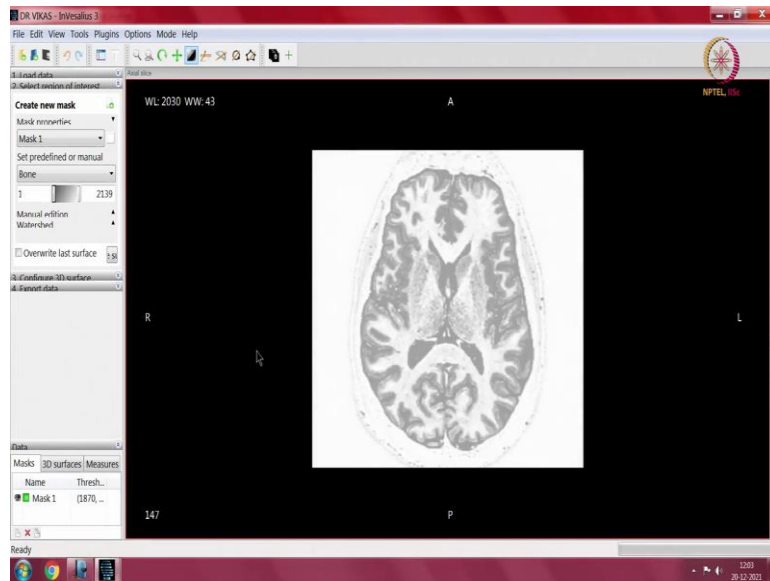 DR VIKAS - InVesalius 3
File Edit View Tools Plugins Options Mode Help
1. Load data
2. Select region of interest
Create new mask
Mask properties
Mask 1
Set predefined or manual
Bone
1 2139
Manual edition
Watershed
Overwrite last surface
3. Configure 3D surface
4. Export data
Data
Masks 3D surfaces Measures
Name Thresh..
Mask 1 (1870, ...
Ready
Axial slice
WL: 2030 WW: 43
A
R
L
147
P
NPTEL, IISc
12:03
20-12-2021